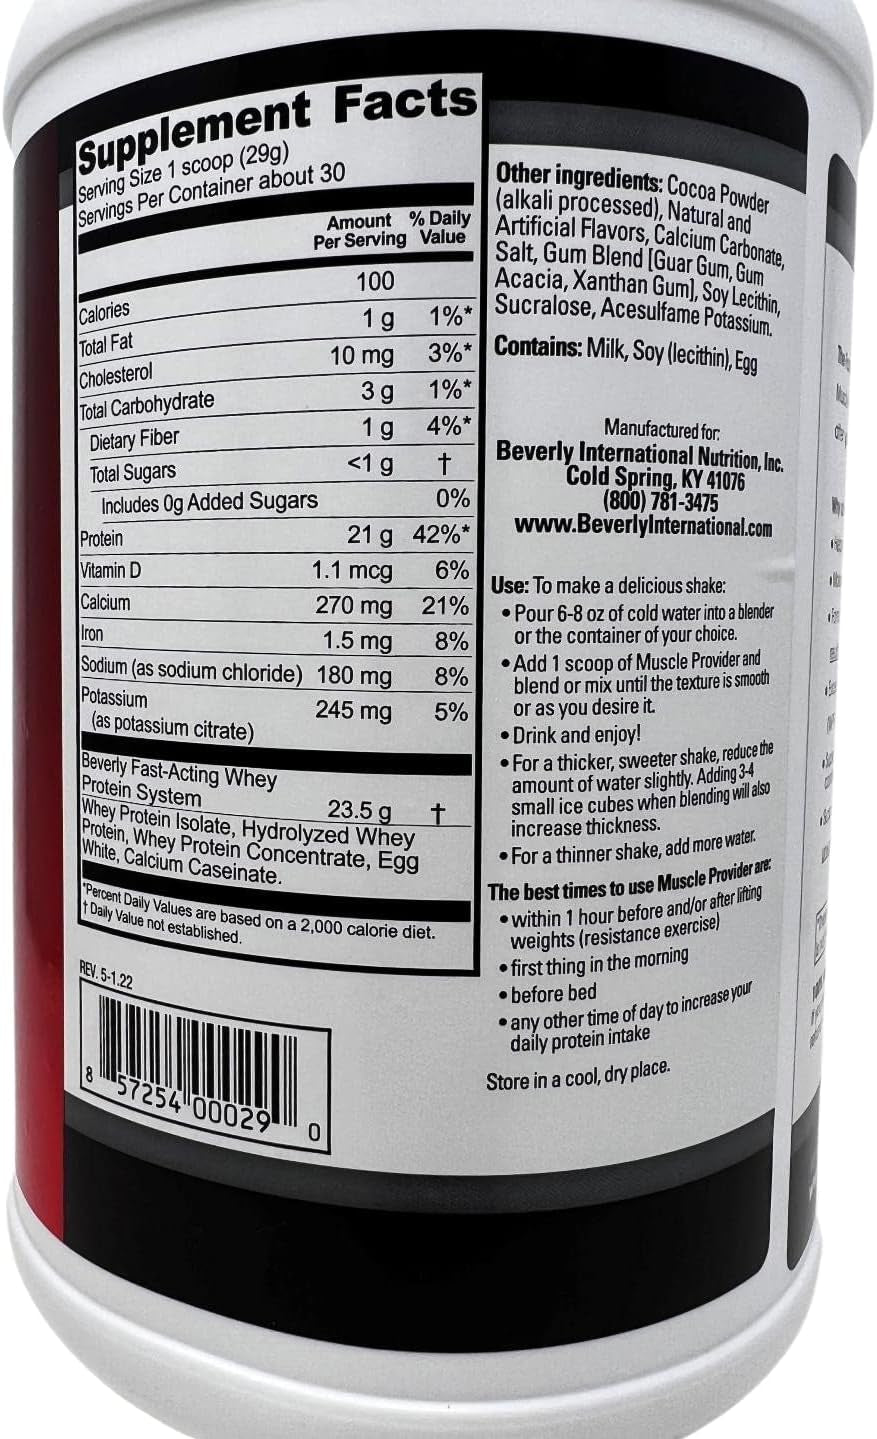 Supplement Facts
Serving Size 1 scoop (29g)
Servings Per Container about 30
Amount Per Serving % Daily Value
Calories 100
Total Fat 1 g 1%*
Cholesterol 10 mg 3%*
Total Carbohydrate 3 g 1%*
Dietary Fiber 1 g 4%*
Total Sugars <1 g †
Includes 0g Added Sugars 0%
Protein 21 g 42%*
Vitamin D 1.1 mcg 6%
Calcium 270 mg 21%
Iron 1.5 mg 8%
Sodium (as sodium chloride) 180 mg 8%
Potassium
(as potassium citrate) 245 mg 5%
Beverly Fast-Acting Whey
Protein System 23.5 g †
Whey Protein Isolate, Hydrolyzed Whey
Protein, Whey Protein Concentrate, Egg
White, Calcium Caseinate.
*Percent Daily Values are based on a 2,000 calorie diet.
† Daily Value not established.
REV. 5-1.22
8 57254 00029 0
Other ingredients: Cocoa Powder
(alkali processed), Natural and
Artificial Flavors, Calcium Carbonate,
Salt, Gum Blend [Guar Gum, Gum
Acacia, Xanthan Gum], Soy Lecithin,
Sucralose, Acesulfame Potassium.
Contains: Milk, Soy (lecithin), Egg
Manufactured for:
Beverly International Nutrition, Inc.
Cold Spring, KY 41076
(800) 781-3475
www.BeverlyInternational.com
Use: To make a delicious shake:
• Pour 6-8 oz of cold water into a blender
or the container of your choice.
• Add 1 scoop of Muscle Provider and
blend or mix until the texture is smooth
or as you desire it.
• Drink and enjoy!
• For a thicker, sweeter shake, reduce the
amount of water slightly. Adding 3-4
small ice cubes when blending will also
increase thickness.
• For a thinner shake, add more water.
The best times to use Muscle Provider are:
• within 1 hour before and/or after lifting
weights (resistance exercise)
• first thing in the morning
• before bed
• any other time of day to increase your
daily protein intake
Store in a cool, dry place.